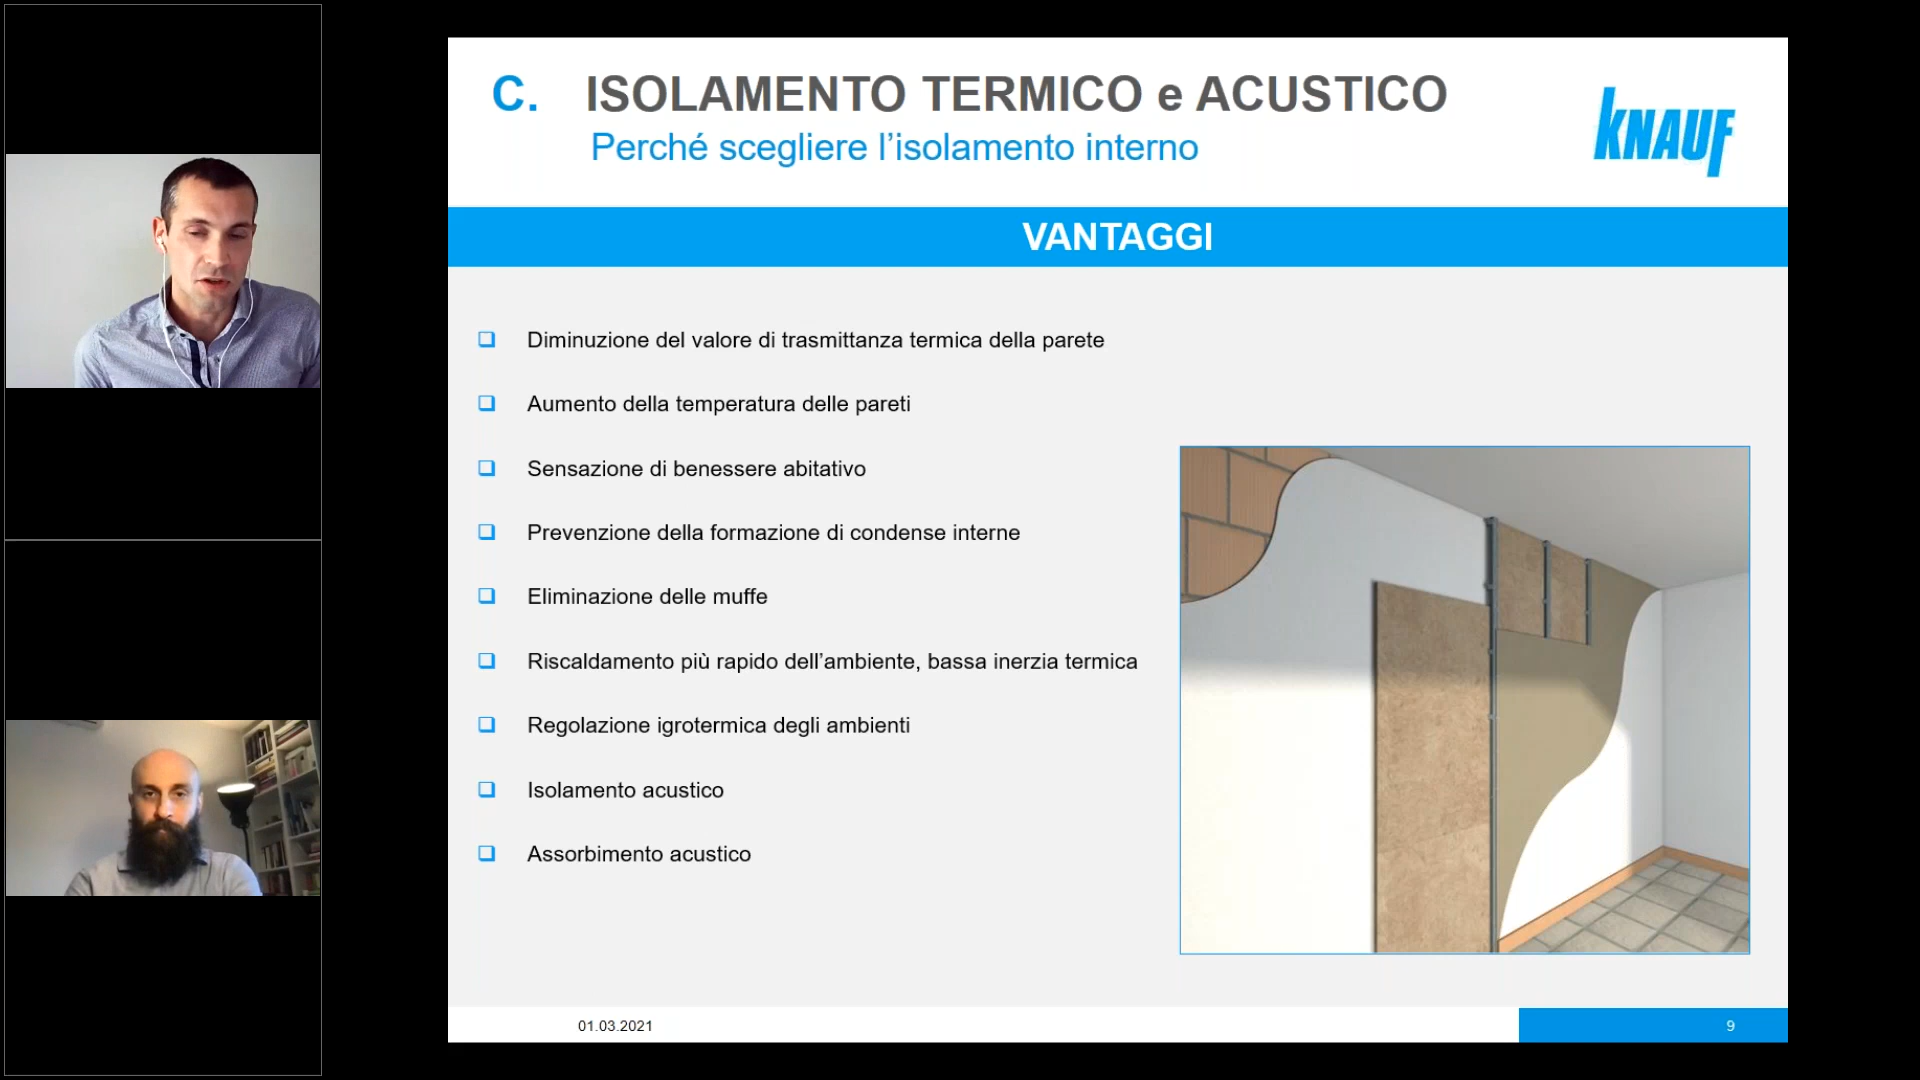 C. ISOLAMENTO TERMICO e ACUSTICO
Perché scegliere l’isolamento interno
KNAUF
VANTAGGI
Diminuzione del valore di trasmittanza termica della parete
Aumento della temperatura delle pareti
Sensazione di benessere abitativo
Prevenzione della formazione di condense interne
Eliminazione delle muffe
Riscaldamento più rapido dell’ambiente, bassa inerzia termica
Regolazione igrotermica degli ambienti
Isolamento acustico
Assorbimento acustico
01.03.2021
9